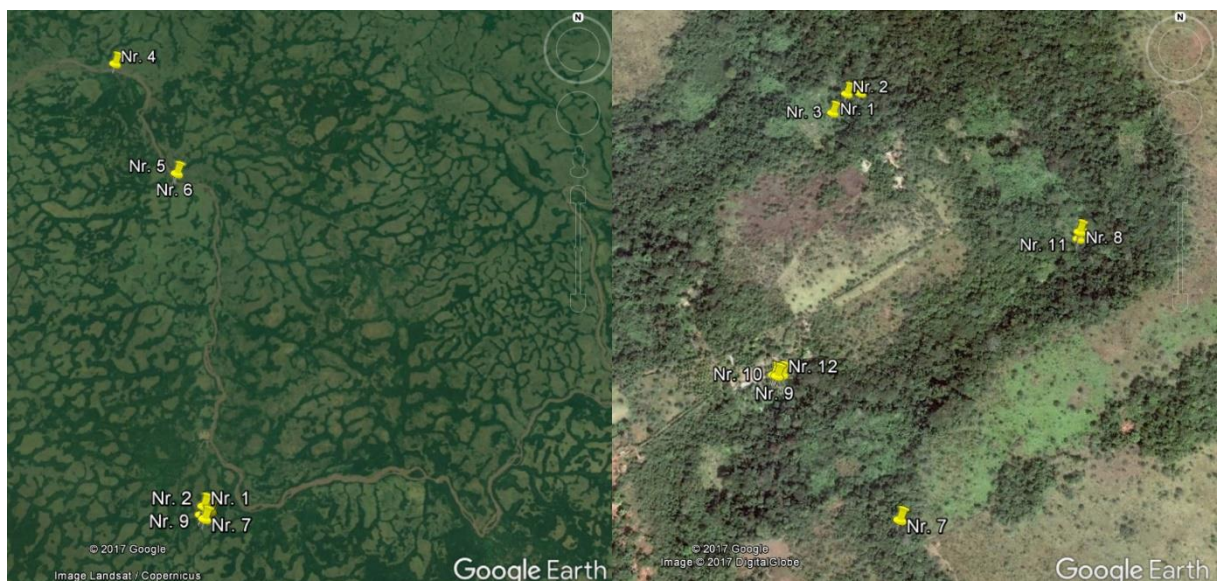 N
Nr. 4
Nr. 5
Nr. 6
Nr. 2 Nr. 1
Nr. 9 Nr. 7
© 2017 Google
Image Landsat / Copernicus
Google Earth
N
Nr. 2
Nr. 3 Nr. 1
Nr. 11 Nr. 8
Nr. 10 Nr. 12
Nr. 9
Nr. 7
© 2017 Google
Image © 2017 DigitalGlobe
Google Earth